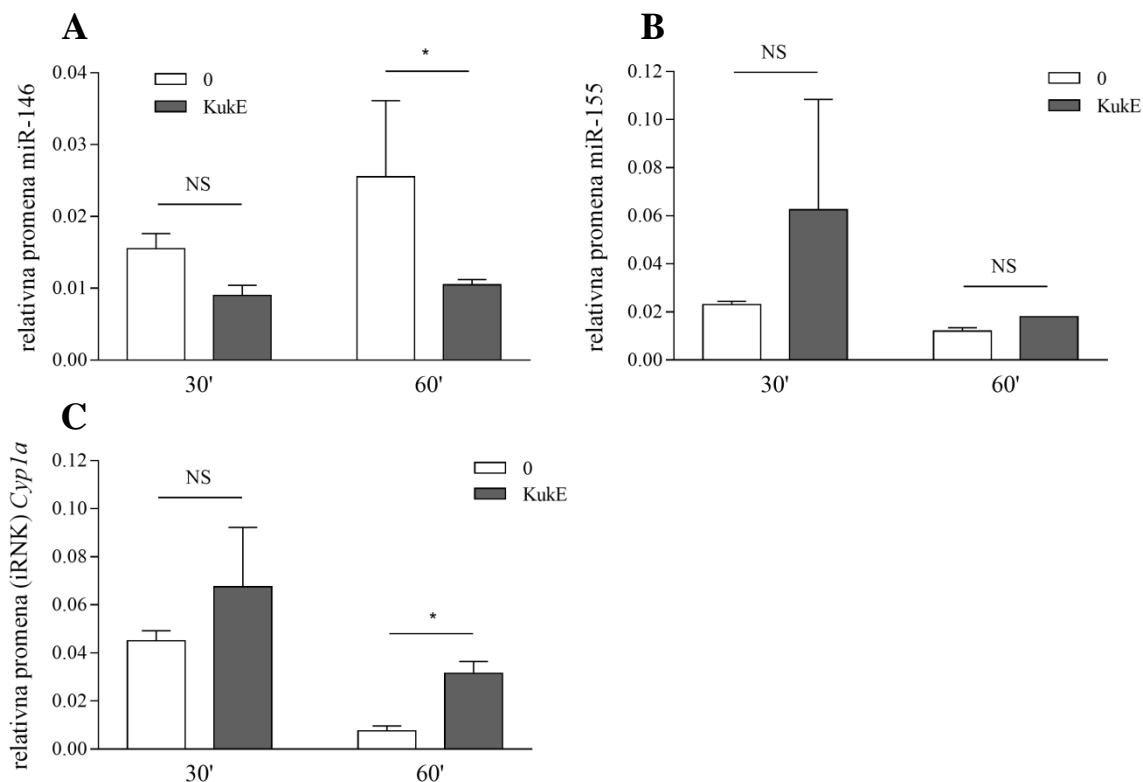 A
relativna promena miR-146
0.04
0.03
0.02
0.01
0.00
0
KukE
NS
*
30'
60'
B
relativna promena miR-155
0.12
0.10
0.08
0.06
0.04
0.02
0.00
0
KukE
NS
NS
30'
60'
C
relativna promena (iRNK) Cyp1a
0.12
0.10
0.08
0.06
0.04
0.02
0.00
0
KukE
NS
*
30'
60'